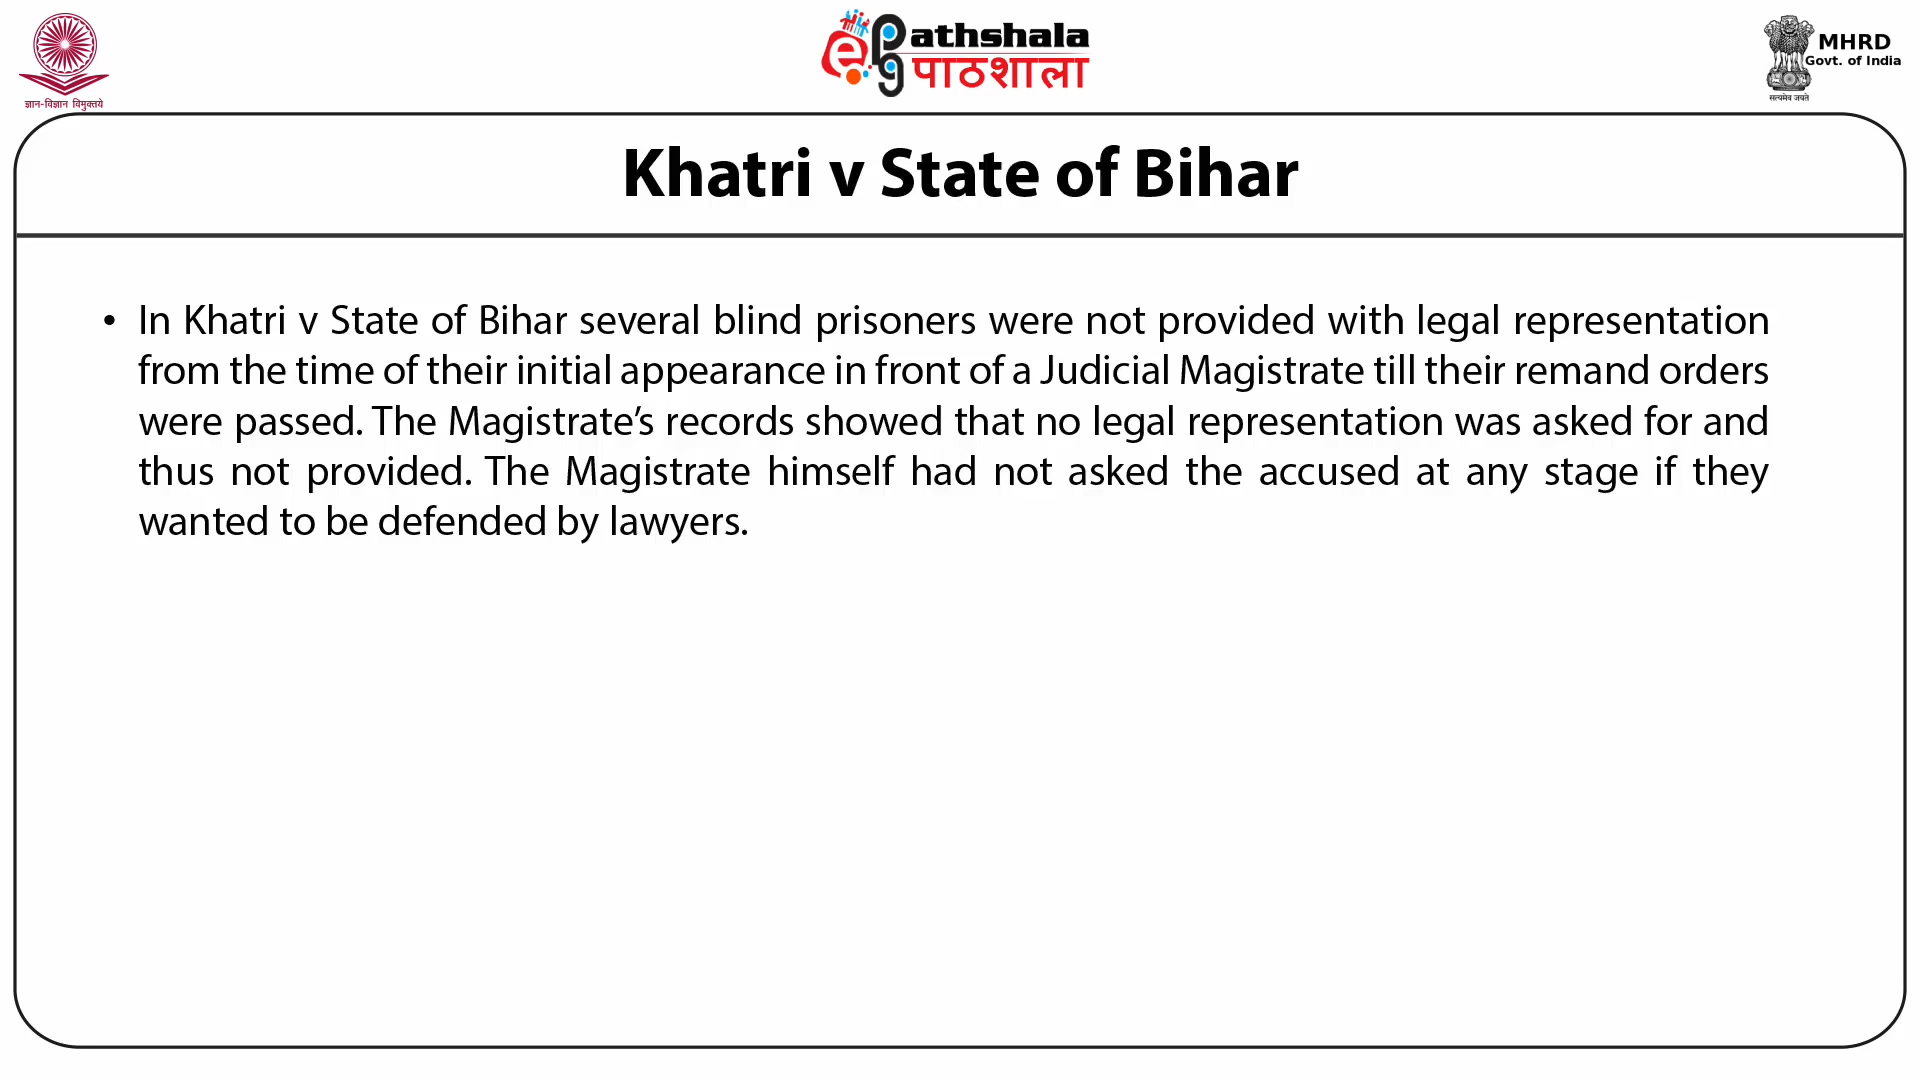 ज्ञान-विज्ञान विमुक्तये
ePathshala
पाठशाला
MHRD
Govt. of India
सत्यमेव जयते
Khatri v State of Bihar
• In Khatri v State of Bihar several blind prisoners were not provided with legal representation
from the time of their initial appearance in front of a Judicial Magistrate till their remand orders
were passed. The Magistrate’s records showed that no legal representation was asked for and
thus not provided. The Magistrate himself had not asked the accused at any stage if they
wanted to be defended by lawyers.